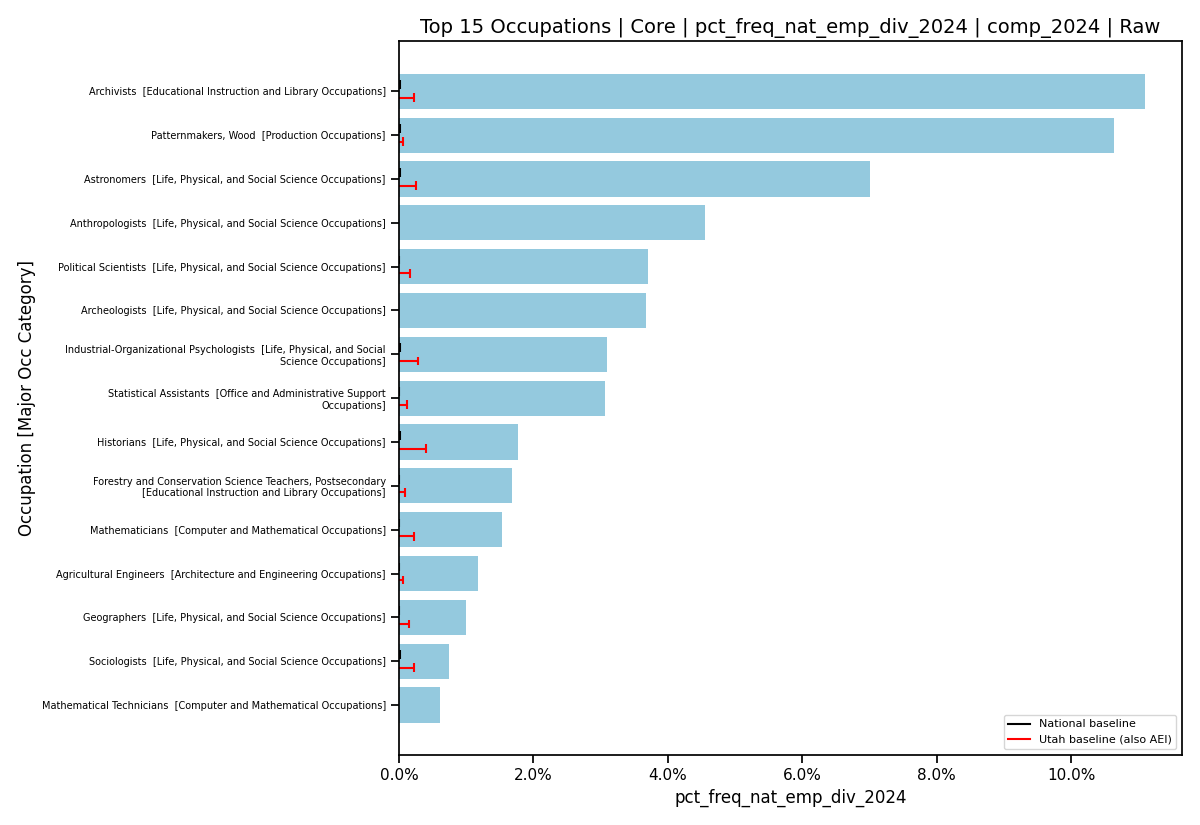 Top 15 Occupations | Core | pct_freq_nat_emp_div_2024 | comp_2024 | Raw
Occupation [Major Occ Category]
Archivists  [Educational Instruction and Library Occupations]
Patternmakers, Wood  [Production Occupations]
Astronomers  [Life, Physical, and Social Science Occupations]
Anthropologists  [Life, Physical, and Social Science Occupations]
Political Scientists  [Life, Physical, and Social Science Occupations]
Archeologists  [Life, Physical, and Social Science Occupations]
Industrial-Organizational Psychologists  [Life, Physical, and Social
Science Occupations]
Statistical Assistants  [Office and Administrative Support
Occupations]
Historians  [Life, Physical, and Social Science Occupations]
Forestry and Conservation Science Teachers, Postsecondary
[Educational Instruction and Library Occupations]
Mathematicians  [Computer and Mathematical Occupations]
Agricultural Engineers  [Architecture and Engineering Occupations]
Geographers  [Life, Physical, and Social Science Occupations]
Sociologists  [Life, Physical, and Social Science Occupations]
Mathematical Technicians  [Computer and Mathematical Occupations]
National baseline
Utah baseline (also AEI)
0.0% 2.0% 4.0% 6.0% 8.0% 10.0%
pct_freq_nat_emp_div_2024